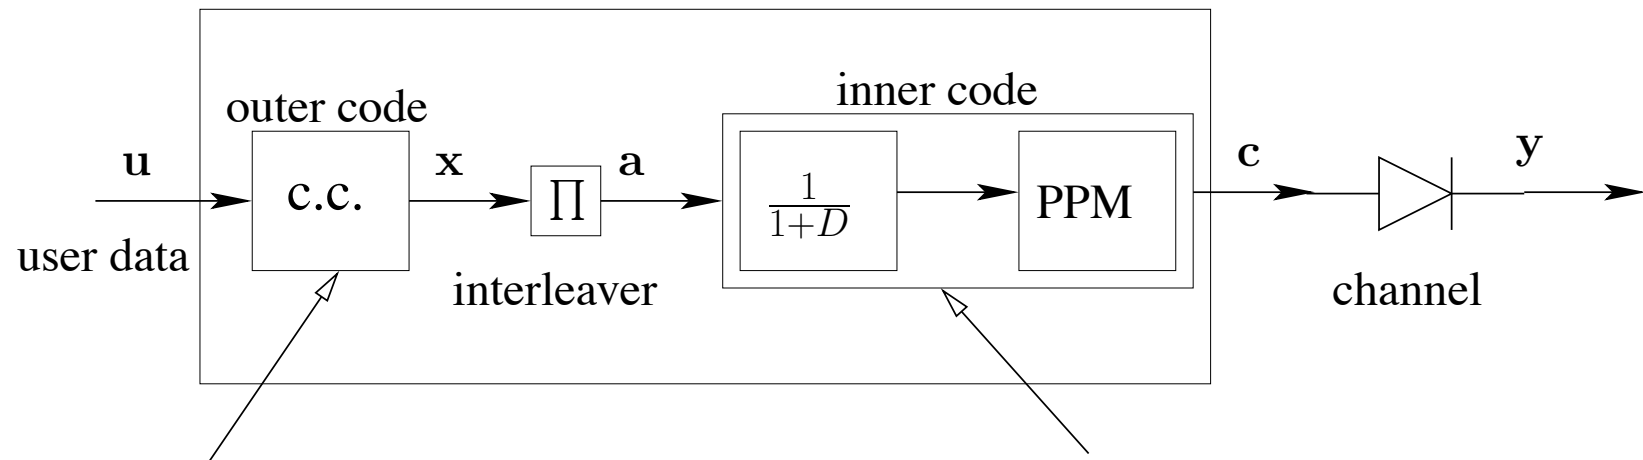 outer code
inner code
u
c.c.
x
∏
a
1/(1+D)
PPM
c
y
user data
interleaver
channel